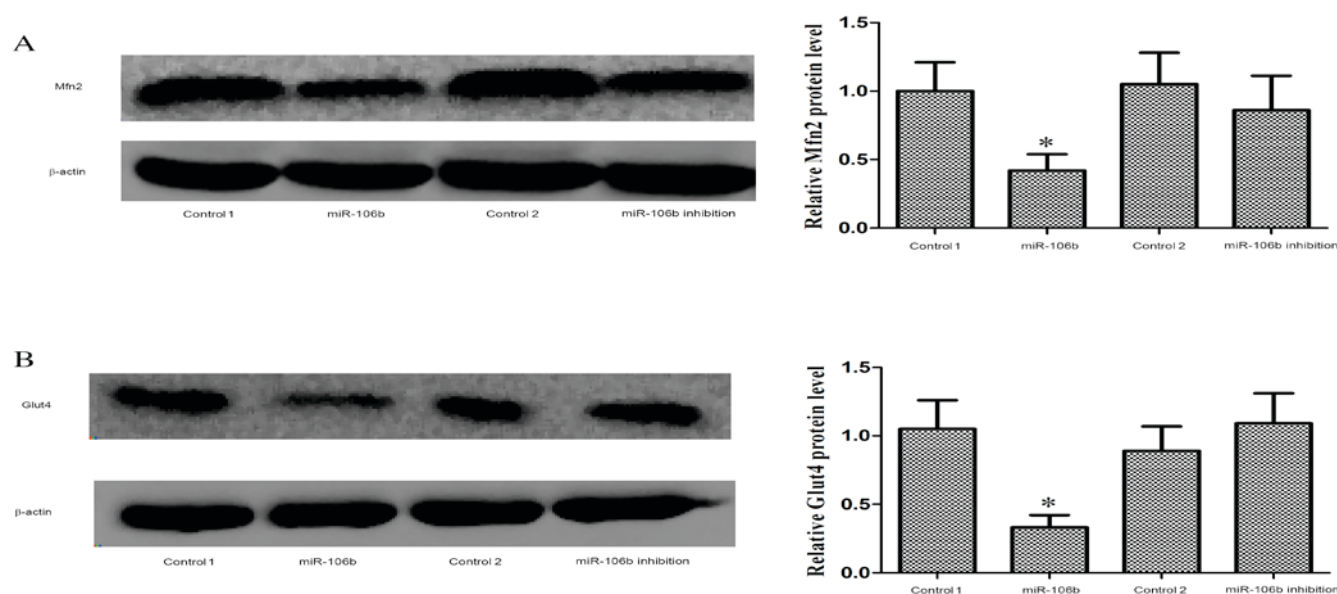 A
Mfn2
β-actin
Control 1 miR-106b Control 2 miR-106b inhibition
Relative Mfn2 protein level
1.5
1.0
0.5
0.0
*
Control 1 miR-106b Control 2 miR-106b inhibition
B
Glut4
β-actin
Control 1 miR-106b Control 2 miR-106b inhibition
Relative Glut4 protein level
1.5
1.0
0.5
0.0
*
Control 1 miR-106b Control 2 miR-106b inhibition